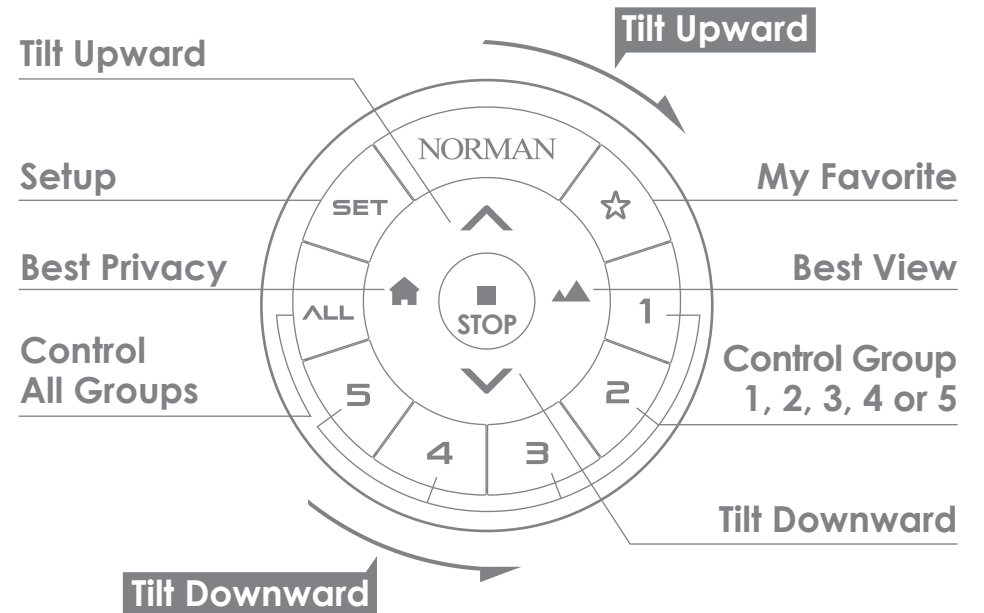 Tilt Upward
Tilt Upward
NORMAN
Setup
SET
My Favorite
Best Privacy
Best View
ALL
STOP
1
Control
All Groups
Control Group
1, 2, 3, 4 or 5
5
2
4
3
Tilt Downward
Tilt Downward